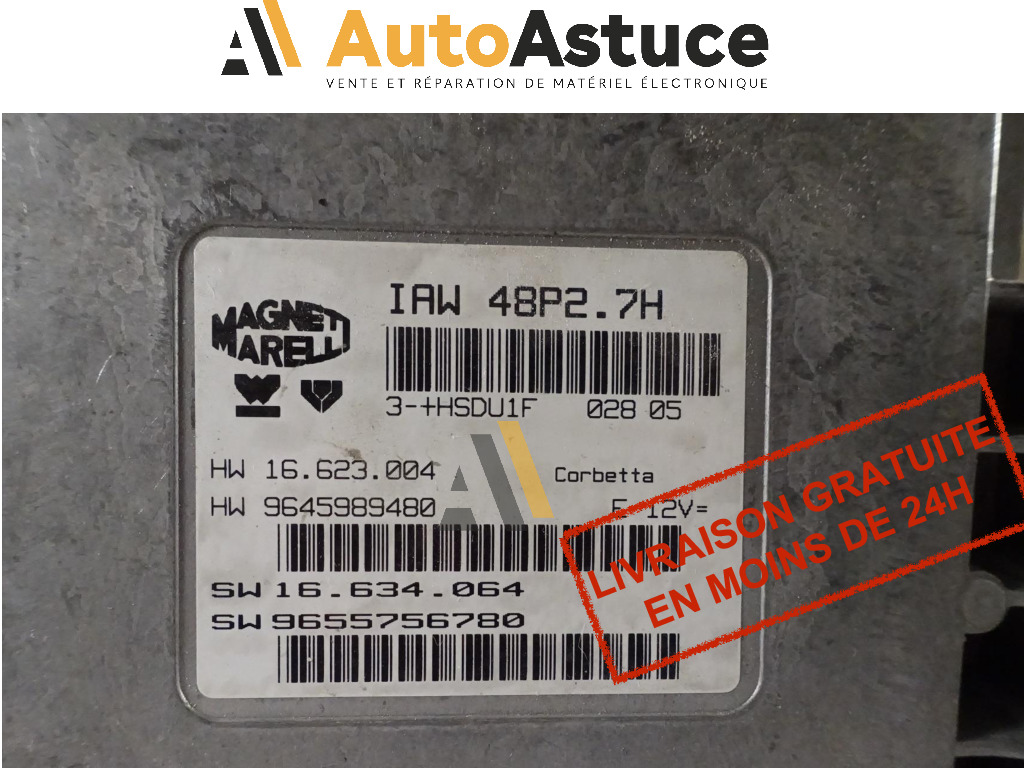 AutoAstuce
VENTE ET RÉPARATION DE MATÉRIEL ÉLECTRONIQUE
MAGNETI
MARELLI
IAW 48P2.7H
3-+HSDU1F 028 05
HW 16.623.004 Corbetta
HW 9645989480 E 12V=
SW 16.634.064
SW 9655756780
LIVRAISON GRATUITE
EN MOINS DE 24H